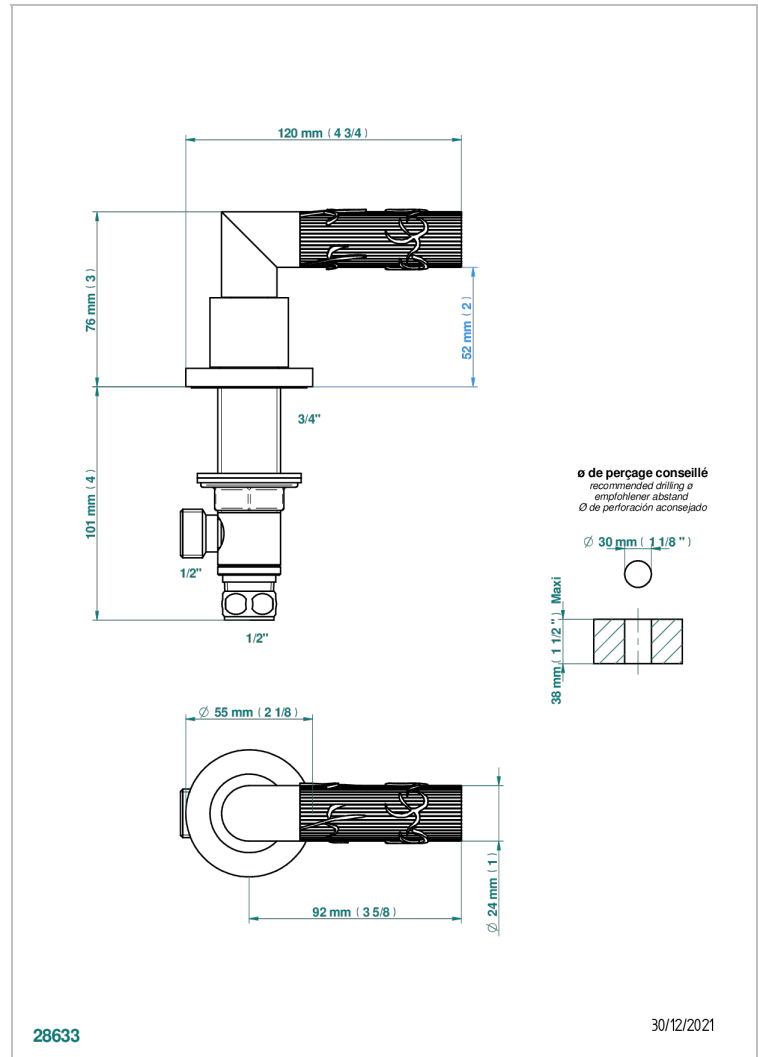 120 mm ( 4 3/4 )
76 mm ( 3 )
52 mm ( 2 )
3/4"
101 mm ( 4 )
1/2"
1/2"
ø de perçage conseillé
recommended drilling ø
empfohlener abstand
Ø de perforación aconsejado
∅ 30 mm ( 1 1/8 " )
38 mm ( 1 1/2 " ) Maxi
∅ 55 mm ( 2 1/8 )
∅ 24 mm ( 1 )
92 mm ( 3 5/8 )
28633
30/12/2021